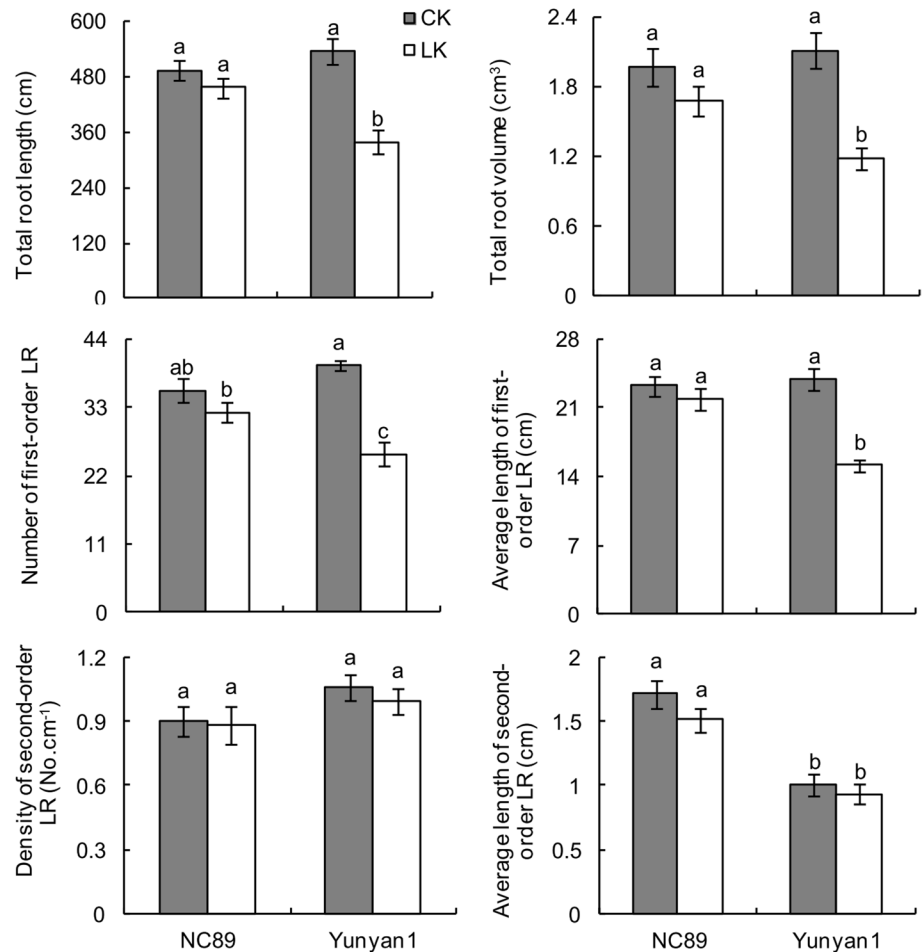 Total root length (cm)
600
480
360
240
120
0
a
a
a
b
CK
LK
Total root volume (cm³)
2.4
1.8
1.2
0.6
0
a
a
a
b
Number of first-order LR
44
33
22
11
0
ab
b
a
c
Average length of first-
order LR (cm)
28
21
14
7
0
a
a
a
b
Density of second-order
LR (No.cm⁻¹)
1.2
0.9
0.6
0.3
0
a
a
a
a
NC89
Yunyan1
Average length of second-
order LR (cm)
2
1.5
1
0.5
0
a
a
b
b
NC89
Yunyan1